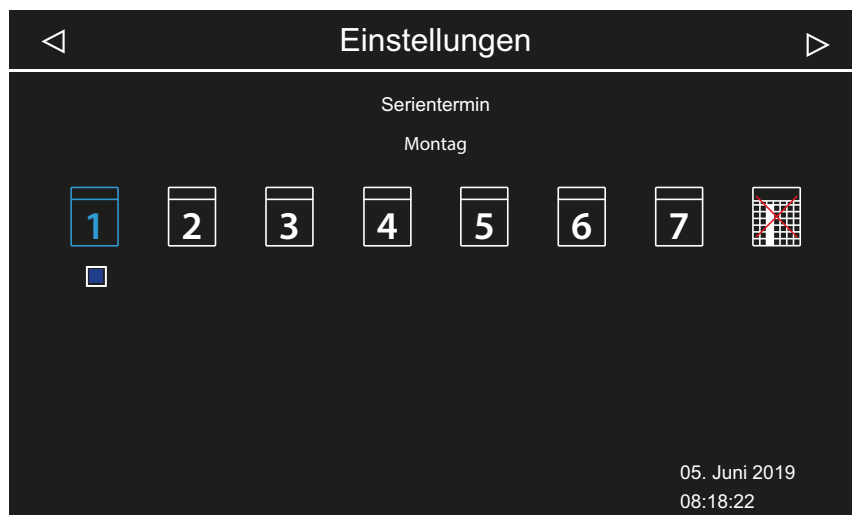 Einstellungen
Serientermin
Montag
1 2 3 4 5 6 7
05. Juni 2019
08:18:22